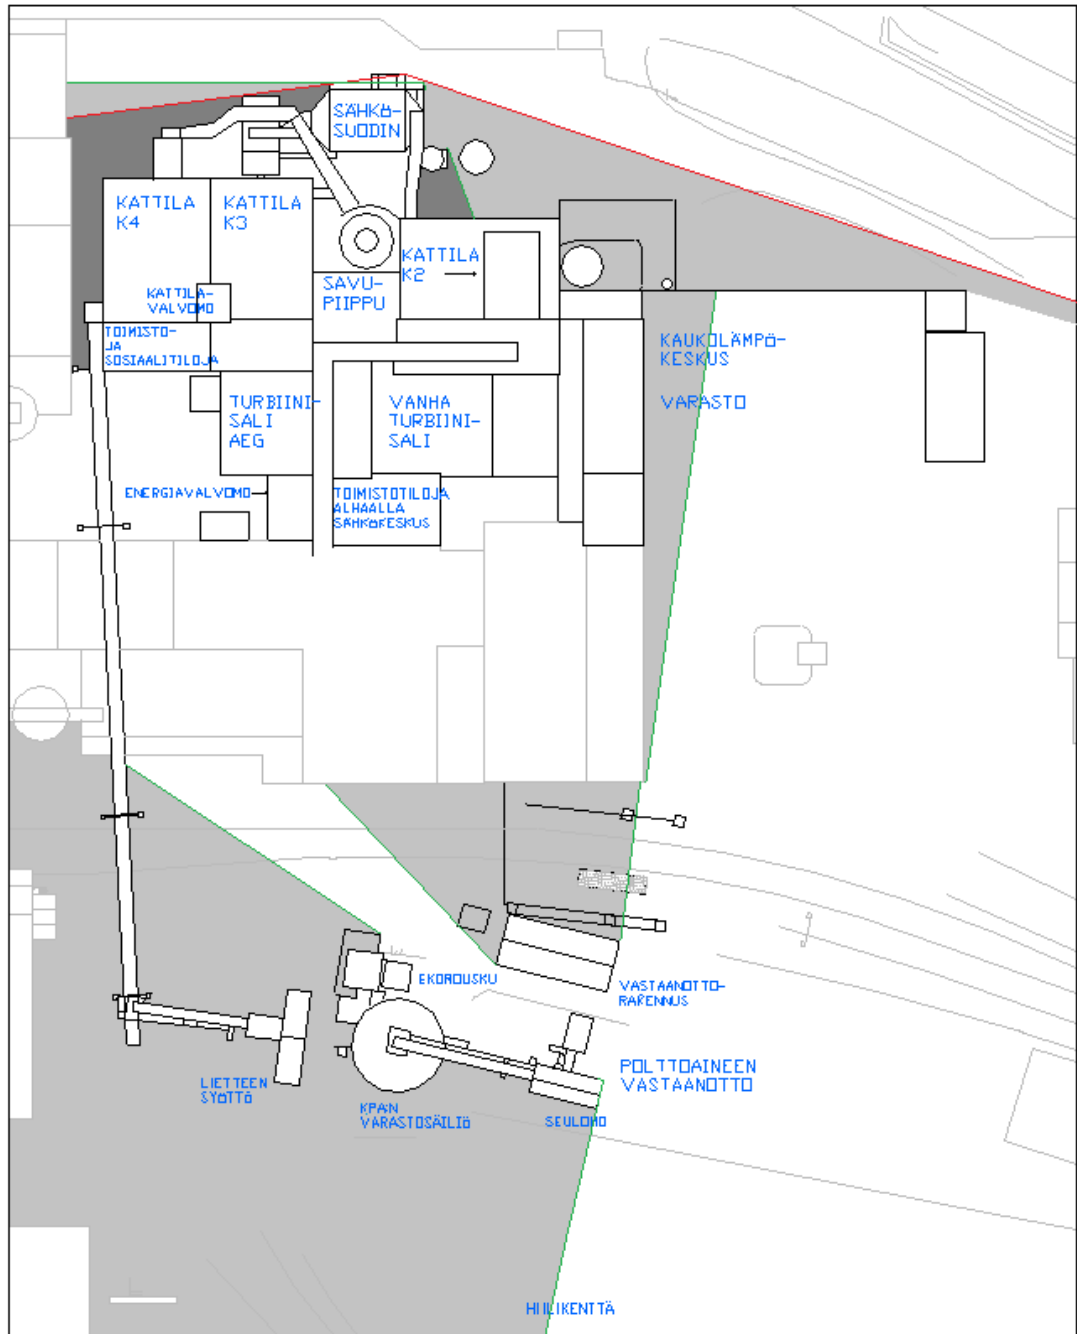 SÄHKÖ-
SUODIN
KATTILA
K4
KATTILA
K3
KATTILA
K2
SAVU-
PIIPPU
KATTILA-
VALVOMO
TOIMISTO-
JA
SOSIAALITILOJA
KAUKOLÄMPÖ-
KESKUS
VARASTO
TURBIINI-
SALI
AEG
VANHA
TURBIINI-
SALI
ENERGIAVALVOMO
TOIMISTOTILOJA
ALHAALLA
SÄHKÖKESKUS
EKOROUSKU
VASTAANOTTO-
RAKENNUS
POLTTOAINEEN
VASTAANOTTO
LIETTEEN
SYÖTTÖ
KPA:N
VARASTOSÄILIÖ
SEULOMO
HIILIKENTTÄ